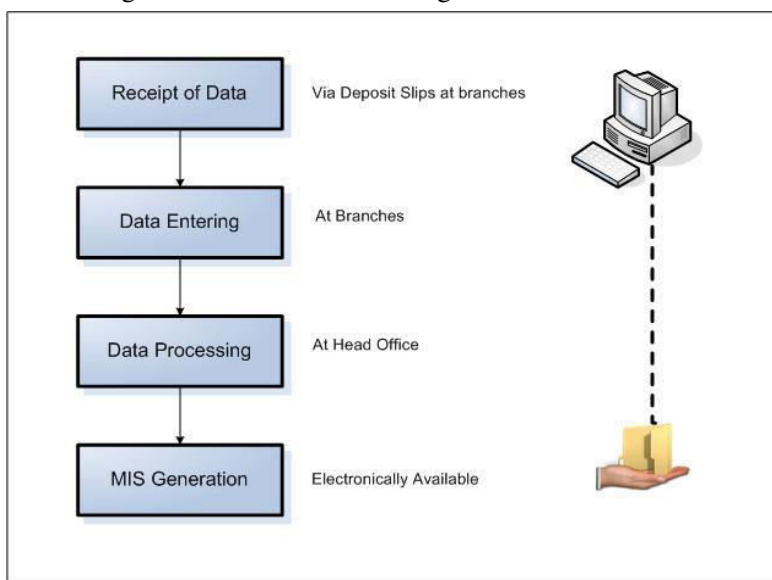 Receipt of Data
Via Deposit Slips at branches
Data Entering
At Branches
Data Processing
At Head Office
MIS Generation
Electronically Available